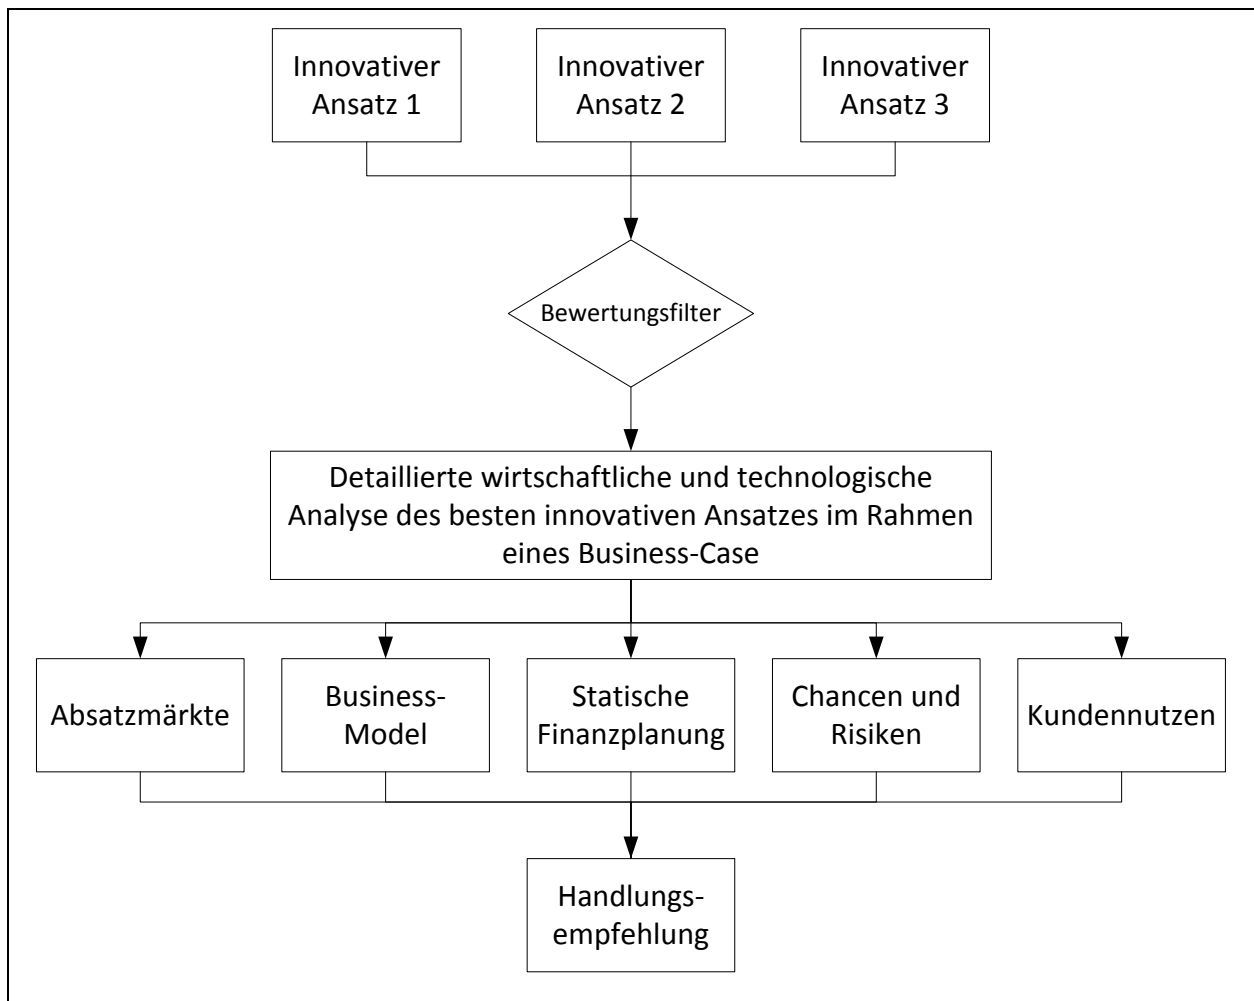 Innovativer
Ansatz 1
Innovativer
Ansatz 2
Innovativer
Ansatz 3
Bewertungsfilter
Detaillierte wirtschaftliche und technologische
Analyse des besten innovativen Ansatzes im Rahmen
eines Business-Case
Absatzmärkte
Business-
Model
Statische
Finanzplanung
Chancen und
Risiken
Kundennutzen
Handlungs-
empfehlung